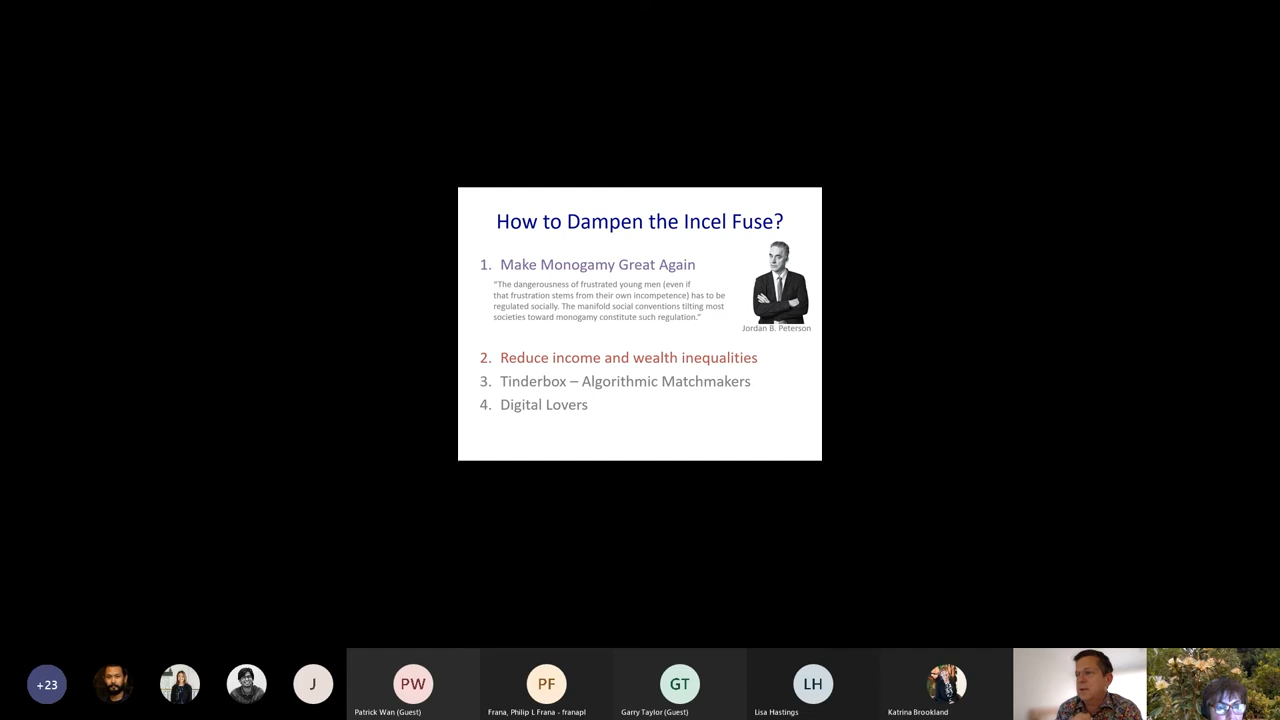 How to Dampen the Incel Fuse?
1. Make Monogamy Great Again
"The dangerousness of frustrated young men (even if
that frustration stems from their own incompetence) has to be
regulated socially. The manifold social conventions tilting most
societies toward monogamy constitute such regulation."
Jordan B. Peterson
2. Reduce income and wealth inequalities
3. Tinderbox – Algorithmic Matchmakers
4. Digital Lovers
+23
J
PW
PF
GT
LH
Patrick Wan (Guest)
Frana, Philip L Frana - franapl
Garry Taylor (Guest)
Lisa Hastings
Katrina Brookland